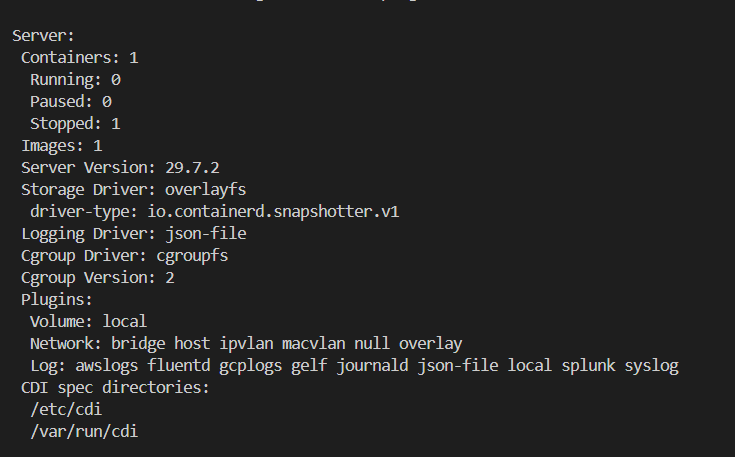 Server:
Containers: 1
Running: 0
Paused: 0
Stopped: 1
Images: 1
Server Version: 29.7.2
Storage Driver: overlayfs
driver-type: io.containerd.snapshotter.v1
Logging Driver: json-file
Cgroup Driver: cgroupfs
Cgroup Version: 2
Plugins:
Volume: local
Network: bridge host ipvlan macvlan null overlay
Log: awslogs fluentd gcplogs gelf journald json-file local splunk syslog
CDI spec directories:
/etc/cdi
/var/run/cdi